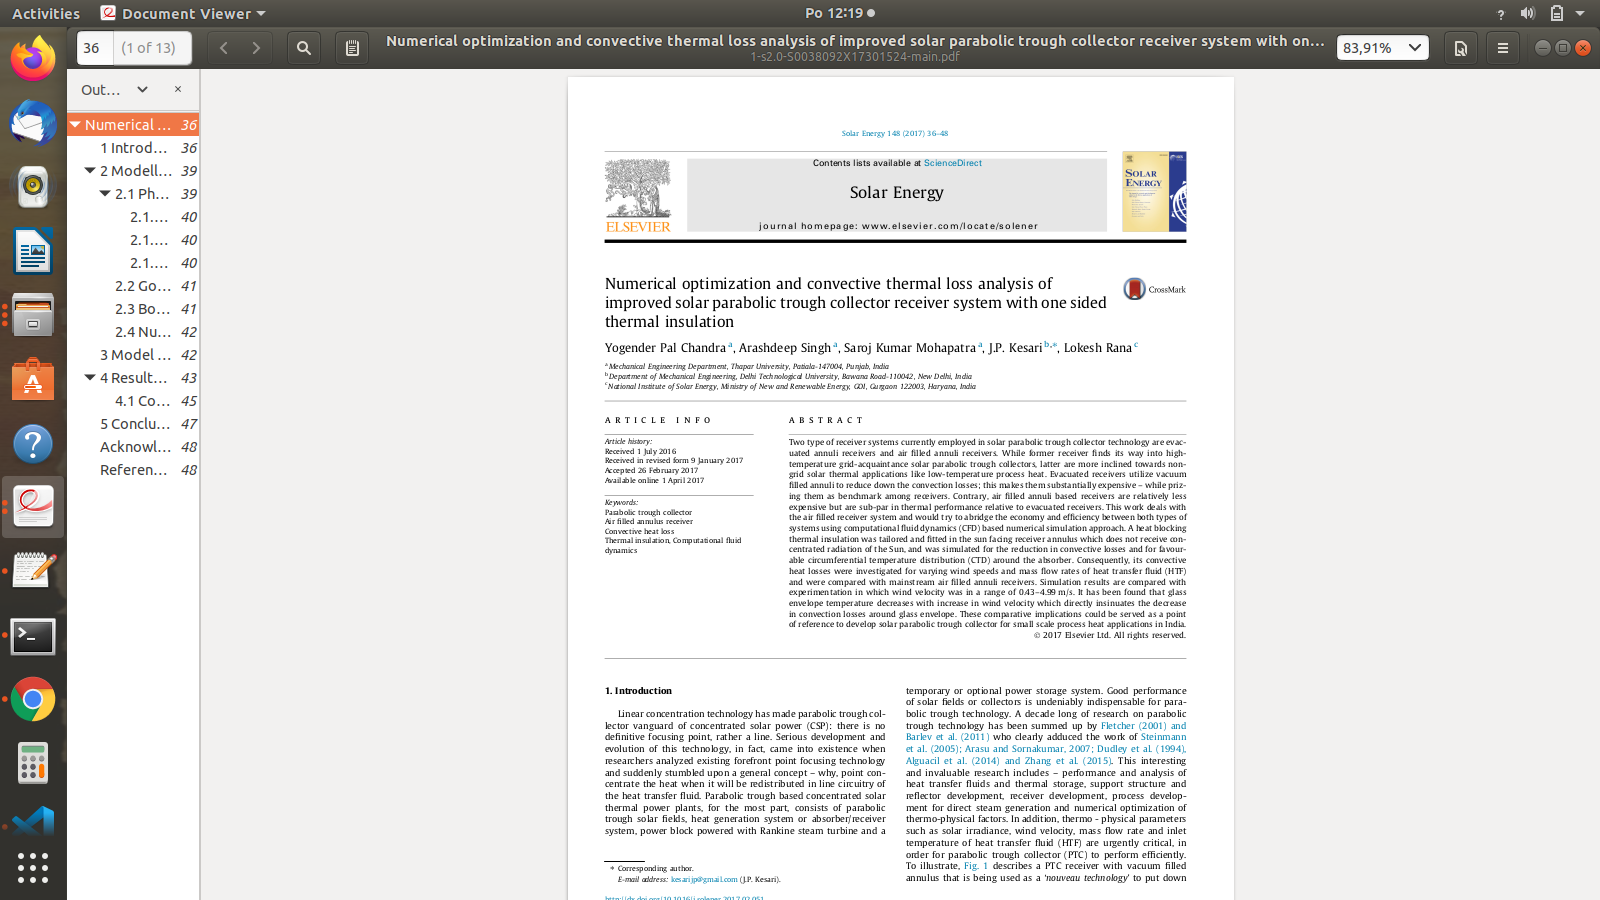 Activities
Document Viewer
Po 12:19
36
(1 of 13)
Numerical optimization and convective thermal loss analysis of improved solar parabolic trough collector receiver system with on...
1-s2.0-S0038092X17301524-main.pdf
83,91%
Out...
Numerical ... 36
1 Introd... 36
2 Modell... 39
2.1 Ph... 39
2.1.... 40
2.1.... 40
2.1.... 40
2.2 Go... 41
2.3 Bo... 41
2.4 Nu... 42
3 Model ... 42
4 Result... 43
4.1 Co... 45
5 Conclu... 47
Acknowl... 48
Referen... 48
Solar Energy 148 (2017) 36–48
Contents lists available at ScienceDirect
Solar Energy
journal homepage: www.elsevier.com/locate/solener
ELSEVIER
SOLAR
ENERGY
Numerical optimization and convective thermal loss analysis of
improved solar parabolic trough collector receiver system with one sided
thermal insulation
CrossMark
Yogender Pal Chandra a, Arashdeep Singh a, Saroj Kumar Mohapatra a, J.P. Kesari b,*, Lokesh Rana c
a Mechanical Engineering Department, Thapar University, Patiala-147004, Punjab, India
b Department of Mechanical Engineering, Delhi Technological University, Bawana Road-110042, New Delhi, India
c National Institute of Solar Energy, Ministry of New and Renewable Energy, GOI, Gurgaon 122003, Haryana, India
ARTICLE INFO
Article history:
Received 1 July 2016
Received in revised form 9 January 2017
Accepted 26 February 2017
Available online 1 April 2017
Keywords:
Parabolic trough collector
Air filled annulus receiver
Convective heat loss
Thermal insulation, Computational fluid
dynamics
ABSTRACT
Two type of receiver systems currently employed in solar parabolic trough collector technology are evac-
uated annuli receivers and air filled annuli receivers. While former receiver finds its way into high-
temperature grid-acquaintance solar parabolic trough collectors, latter are more inclined towards non-
grid solar thermal applications like low-temperature process heat. Evacuated receivers utilize vacuum
filled annuli to reduce down the convection losses; this makes them substantially expensive – while priz-
ing them as benchmark among receivers. Contrary, air filled annuli based receivers are relatively less
expensive but are sub-par in thermal performance relative to evacuated receivers. This work deals with
the air filled receiver system and would try to abridge the economy and efficiency between both types of
systems using computational fluid dynamics (CFD) based numerical simulation approach. A heat blocking
thermal insulation was tailored and fitted in the sun facing receiver annulus which does not receive con-
centrated radiation of the Sun, and was simulated for the reduction in convective losses and for favour-
able circumferential temperature distribution (CTD) around the absorber. Consequently, its convective
heat losses were investigated for varying wind speeds and mass flow rates of heat transfer fluid (HTF)
and were compared with mainstream air filled annuli receivers. Simulation results are compared with
experimentation in which wind velocity was in a range of 0.43–4.99 m/s. It has been found that glass
envelope temperature decreases with increase in wind velocity which directly insinuates the decrease
in convection losses around glass envelope. These comparative implications could be served as a point
of reference to develop solar parabolic trough collector for small scale process heat applications in India.
© 2017 Elsevier Ltd. All rights reserved.
1. Introduction
Linear concentration technology has made parabolic trough col-
lector vanguard of concentrated solar power (CSP): there is no
definitive focusing point, rather a line. Serious development and
evolution of this technology, in fact, came into existence when
researchers analyzed existing forefront point focusing technology
and suddenly stumbled upon a general concept – why, point con-
centrate the heat when it will be redistributed in line circuitry of
the heat transfer fluid. Parabolic trough based concentrated solar
thermal power plants, for the most part, consists of parabolic
trough solar fields, heat generation system or absorber/receiver
system, power block powered with Rankine steam turbine and a
* Corresponding author.
E-mail address: kesarijp@gmail.com (J.P. Kesari).
http://dx.doi.org/10.1016/j.solener.2017.02.051
temporary or optional power storage system. Good performance
of solar fields or collectors is undeniably indispensable for para-
bolic trough technology. A decade long of research on parabolic
trough technology has been summed up by Fletcher (2001) and
Barlev et al. (2011) who clearly adduced the work of Steinmann
et al. (2005); Arasu and Sornakumar, 2007; Dudley et al. (1994),
Alguacil et al. (2014) and Zhang et al. (2015). This interesting
and invaluable research includes – performance and analysis of
heat transfer fluids and thermal storage, support structure and
reflector development, receiver development, process develop-
ment for direct steam generation and numerical optimization of
thermo-physical factors. In addition, thermo - physical parameters
such as solar irradiance, wind velocity, mass flow rate and inlet
temperature of heat transfer fluid (HTF) are urgently critical, in
order for parabolic trough collector (PTC) to perform efficiently.
To illustrate, Fig. 1 describes a PTC receiver with vacuum filled
annulus that is being used as a 'nouveau technology' to put down